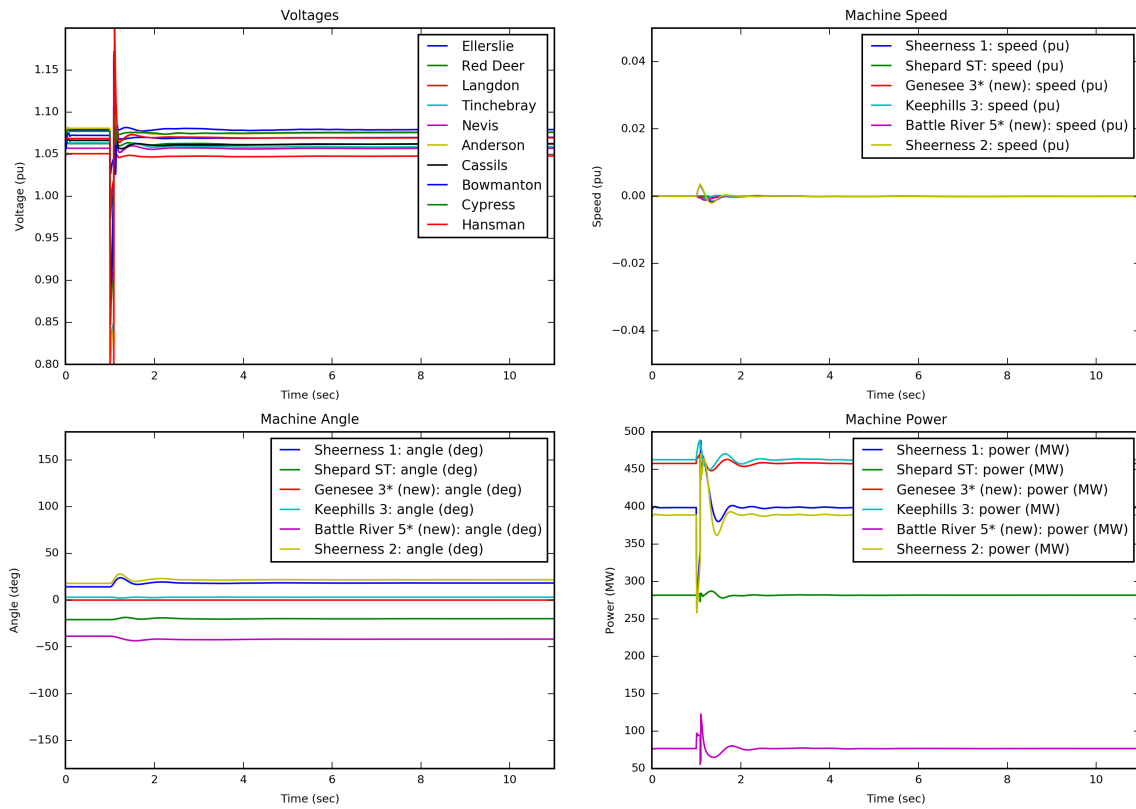 Voltages
1.15
1.10
1.05
1.00
0.95
0.90
0.85
0.80
Voltage (pu)
0
2
4
6
8
10
Time (sec)
Ellerslie
Red Deer
Langdon
Tinchebray
Nevis
Anderson
Cassils
Bowmanton
Cypress
Hansman
Machine Speed
0.04
0.02
0.00
−0.02
−0.04
Speed (pu)
0
2
4
6
8
10
Time (sec)
Sheerness 1: speed (pu)
Shepard ST: speed (pu)
Genesee 3* (new): speed (pu)
Keephills 3: speed (pu)
Battle River 5* (new): speed (pu)
Sheerness 2: speed (pu)
Machine Angle
150
100
50
0
−50
−100
−150
Angle (deg)
0
2
4
6
8
10
Time (sec)
Sheerness 1: angle (deg)
Shepard ST: angle (deg)
Genesee 3* (new): angle (deg)
Keephills 3: angle (deg)
Battle River 5* (new): angle (deg)
Sheerness 2: angle (deg)
Machine Power
500
450
400
350
300
250
200
150
100
50
Power (MW)
0
2
4
6
8
10
Time (sec)
Sheerness 1: power (MW)
Shepard ST: power (MW)
Genesee 3* (new): power (MW)
Keephills 3: power (MW)
Battle River 5* (new): power (MW)
Sheerness 2: power (MW)